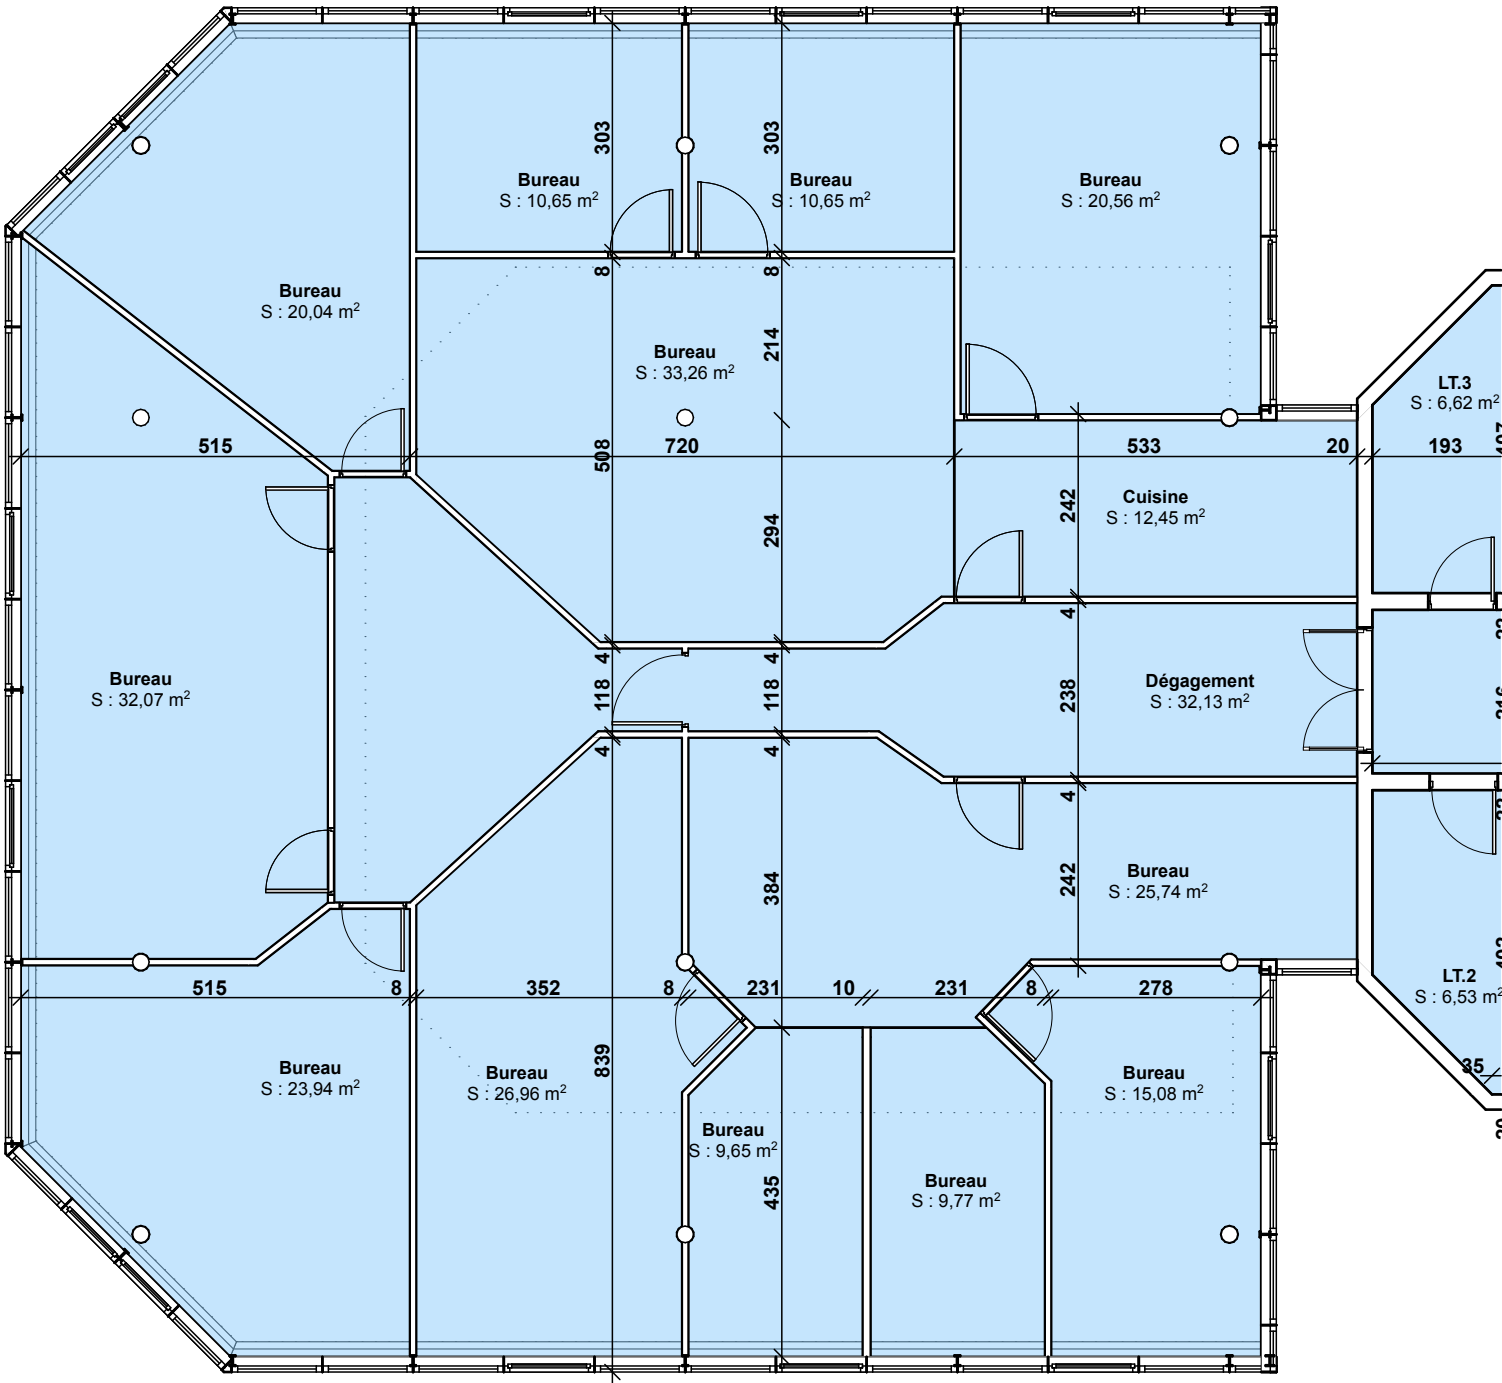 303
303
Bureau
S : 10,65 m²
Bureau
S : 10,65 m²
Bureau
S : 20,56 m²
8
8
Bureau
S : 20,04 m²
Bureau
S : 33,26 m²
214
LT.3
S : 6,62 m²
515
508
720
533
20
193
294
242
Cuisine
S : 12,45 m²
4
4
4
Bureau
S : 32,07 m²
118
118
238
Dégagement
S : 32,13 m²
4
4
4
384
242
Bureau
S : 25,74 m²
515
8
352
8
231
10
231
8
278
LT.2
S : 6,53 m²
839
Bureau
S : 23,94 m²
Bureau
S : 26,96 m²
Bureau
S : 15,08 m²
35
Bureau
S : 9,65 m²
435
Bureau
S : 9,77 m²